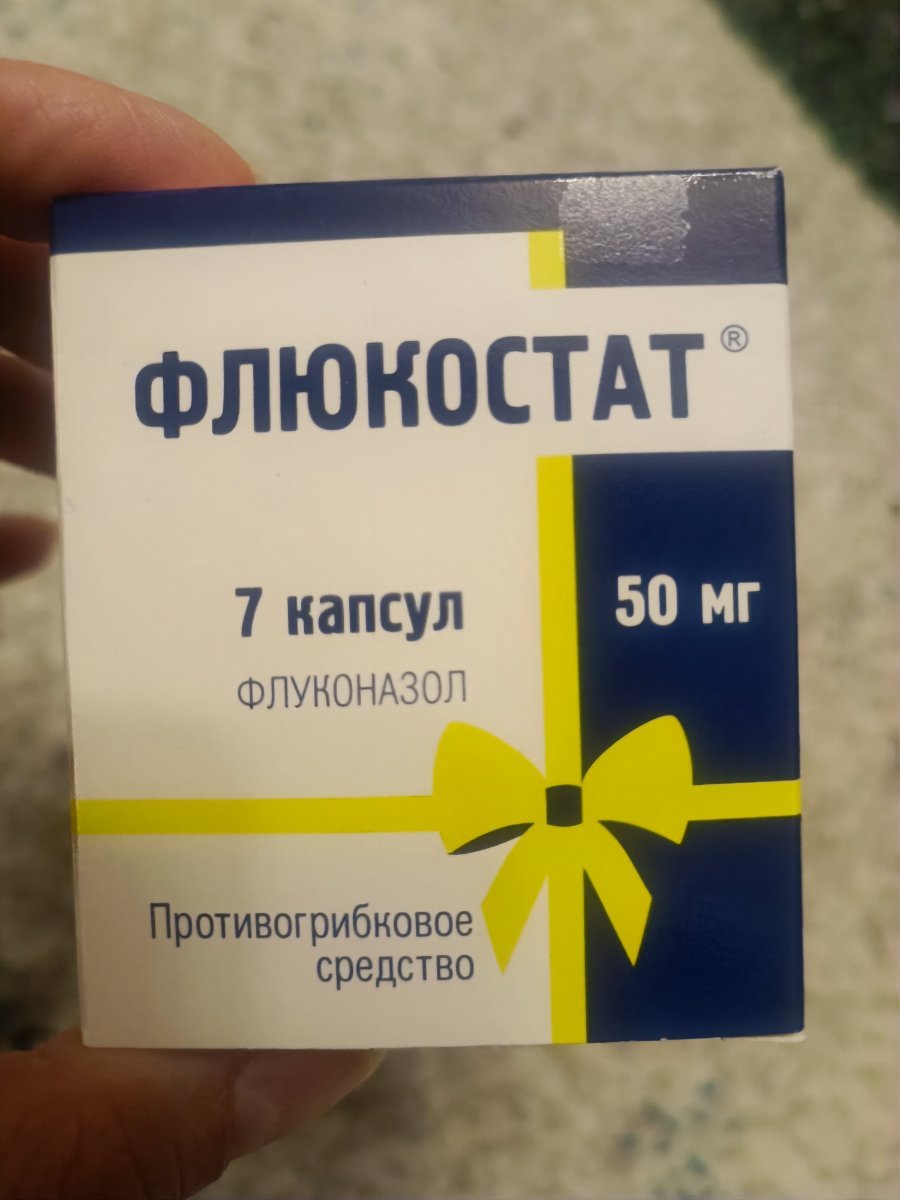 ФЛЮКОСТАТ®
7 капсул
50 мг
ФЛУКОНАЗОЛ
Противогрибковое
средство